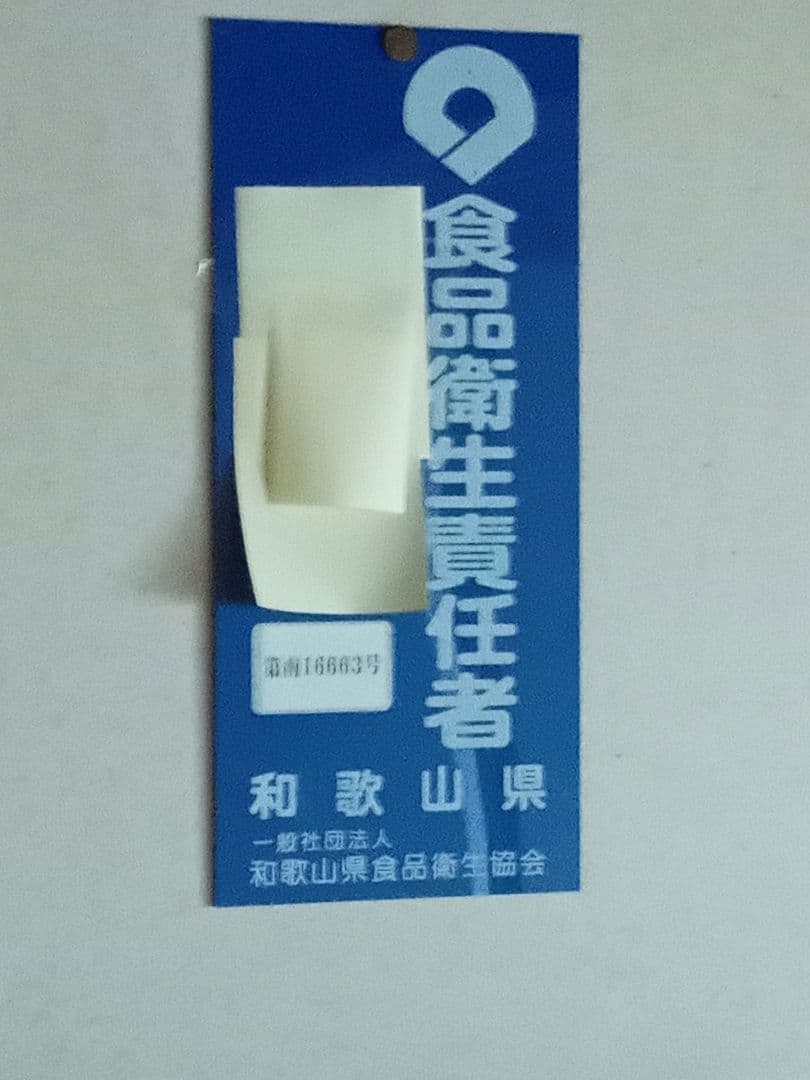 食品衛生責任者
第南16663号
和歌山県
一般社団法人
和歌山県食品衛生協会